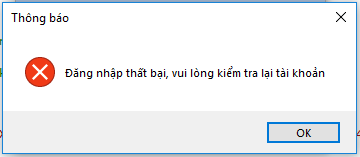 Thông báo
Đăng nhập thất bại, vui lòng kiểm tra lại tài khoản
OK